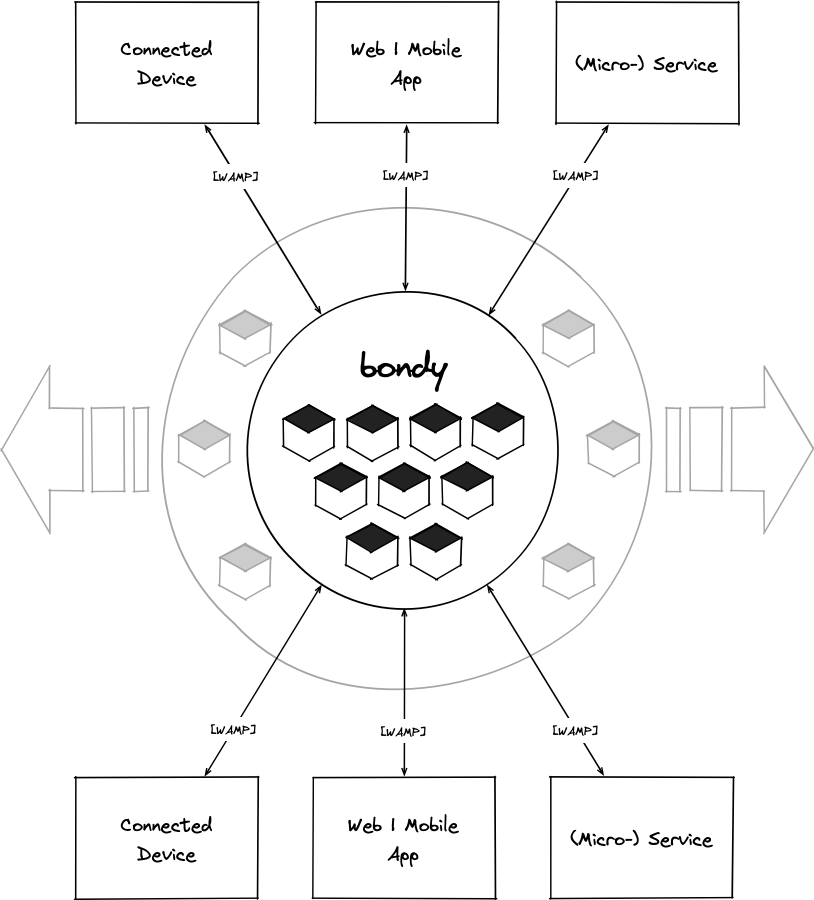 Connected
Device
Web | Mobile
App
(Micro-) Service
[WAMP]
[WAMP]
[WAMP]
bondy
[WAMP]
[WAMP]
[WAMP]
Connected
Device
Web | Mobile
App
(Micro-) Service